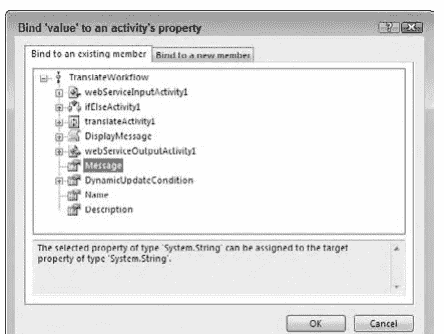 Bind 'value' to an activity's property
Bind to an existing member
Bind to a new member
TranslateWorkflow
webServiceInputActivity1
ifElseActivity1
translateActivity1
DisplayMessage
webServiceOutputActivity1
Message
DynamicUpdateCondition
Name
Description
The selected property of type 'System.String' can be assigned to the target
property of type 'System.String'.
OK
Cancel